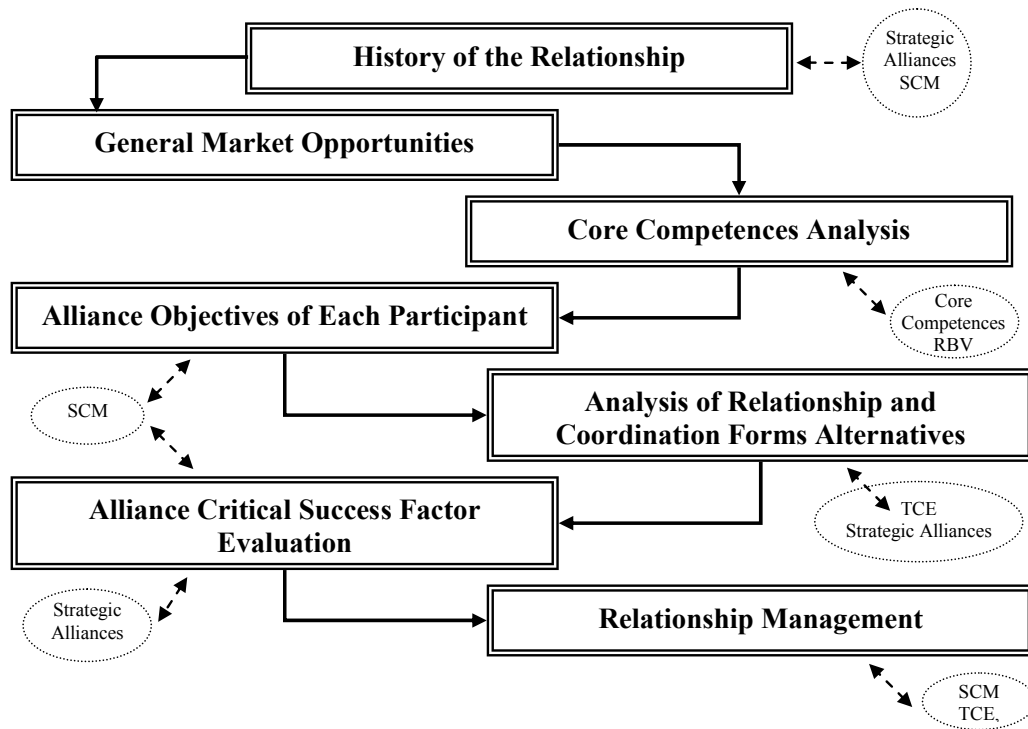 History of the Relationship
Strategic
Alliances
SCM
General Market Opportunities
Core Competences Analysis
Alliance Objectives of Each Participant
Core
Competences
RBV
SCM
Analysis of Relationship and
Coordination Forms Alternatives
Alliance Critical Success Factor
Evaluation
TCE
Strategic Alliances
Strategic
Alliances
Relationship Management
SCM
TCE,